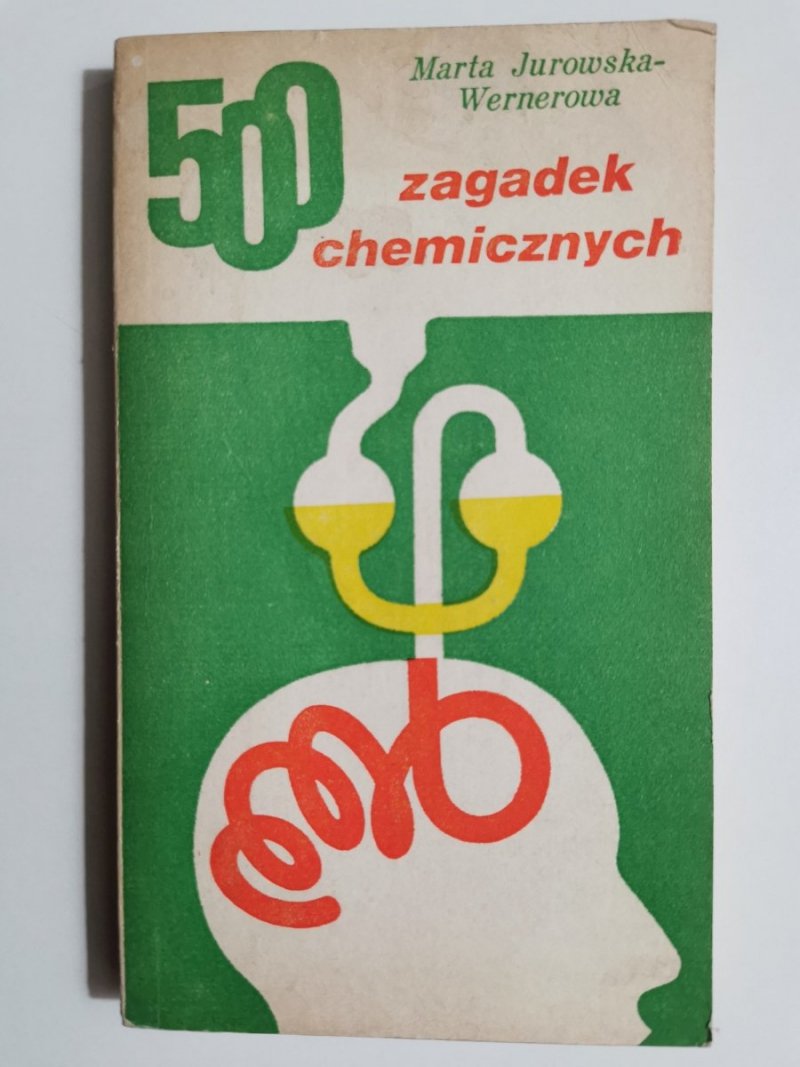 Marta Jurowska-
Wernerowa
500
zagadek
chemicznych